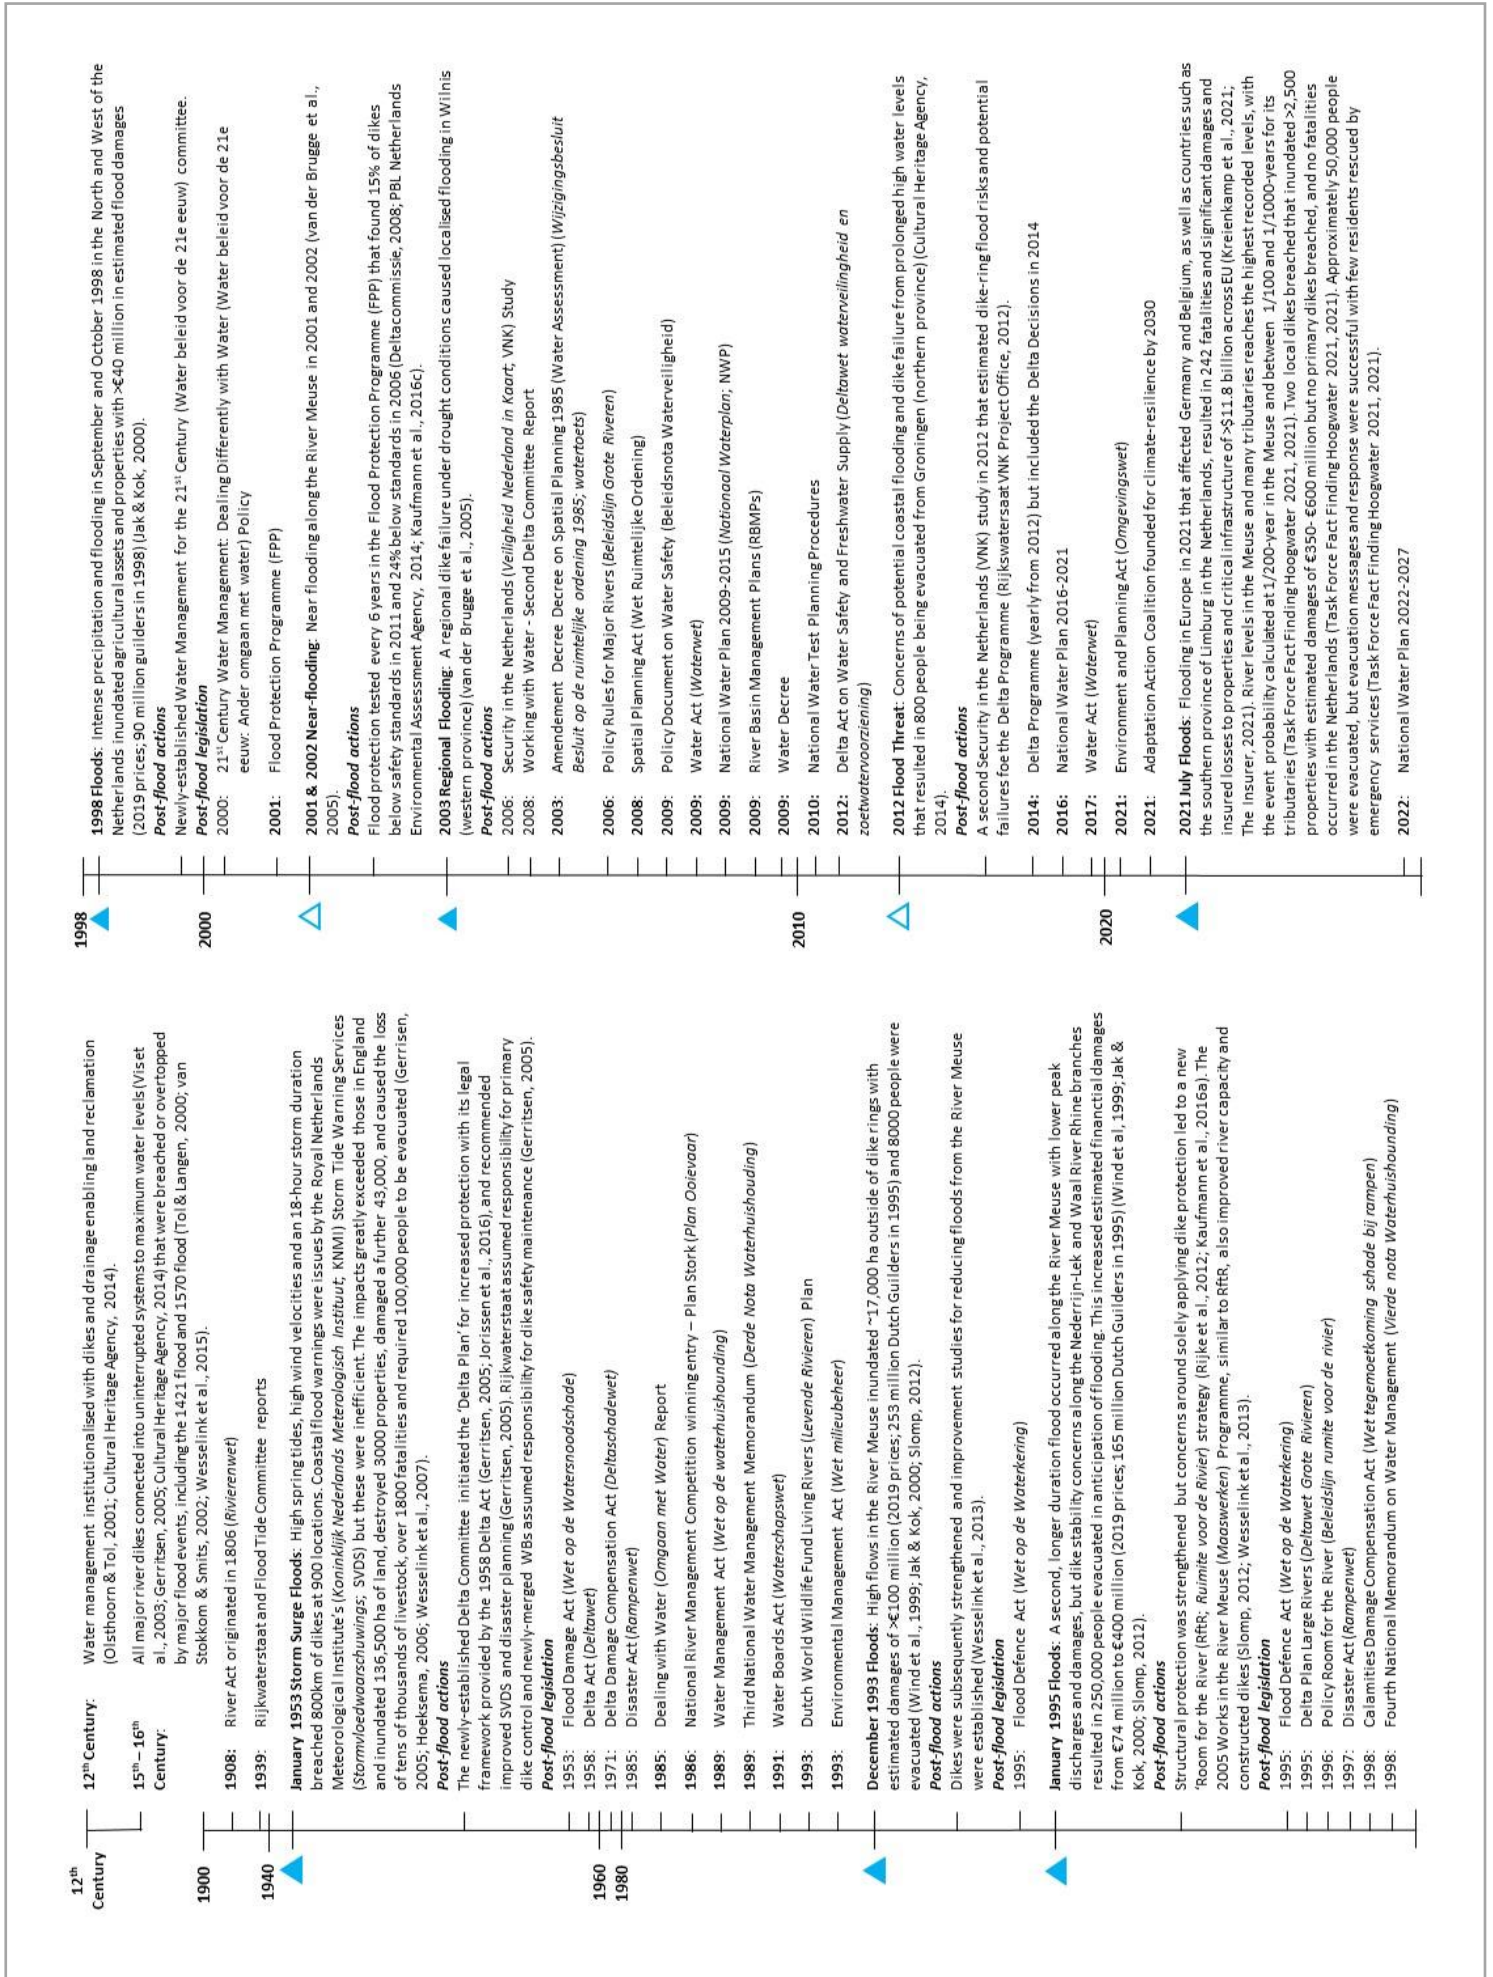 12th Century
12th Century: Water management institutionalised with dikes and drainage enabling land reclamation
(Olsthoorn & Tol, 2001; Cultural Heritage Agency, 2014).
15th – 16th All major river dikes connected into uninterrupted systems to maximum water levels (Viset
Century: al., 2003; Gerritsen, 2005; Cultural Heritage Agency, 2014) that were breached or overtopped
by major flood events, including the 1421 flood and 1570 flood (Tol & Langen, 2000; van
Stokkom & Smits, 2002; Wesselink et al., 2015).
1900
1908: River Act originated in 1806 (Rivierenwet)
1939: Rijkwaterstaat and Flood Tide Committee reports
1940
January 1953 Storm Surge Floods: High spring tides, high wind velocities and an 18-hour storm duration
breached 800km of dikes at 900 locations. Coastal flood warnings were issues by the Royal Netherlands
Meteorological Institute's (Koninklijk Nederlands Meterologisch Instituut; KNMI) Storm Tide Warning Services
(Stormvloedwaarschuwings; SVDS) but these were inefficient. The impacts greatly exceeded those in England
and inundated 136,500 ha of land, destroyed 3000 properties, damaged a further 43,000, and caused the loss
of tens of thousands of livestock, over 1800 fatalities and required 100,000 people to be evacuated (Gerrisen,
2005; Hoeksema, 2006; Wesselink et al., 2007).
Post-flood actions
The newly-established Delta Committee initiated the 'Delta Plan' for increased protection with its legal
framework provided by the 1958 Delta Act (Gerritsen, 2005; Jorissen et al., 2016), and recommended
improved SVDS and disaster planning (Gerritsen, 2005). Rijkwaterstaat assumed responsibility for primary
dike control and newly-merged WBs assumed responsibility for dike safety maintenance (Gerritsen, 2005).
Post-flood legislation
1953: Flood Damage Act (Wet op de Watersnoodschade)
1958: Delta Act (Deltawet)
1960
1971: Delta Damage Compensation Act (Deltaschadewet)
1980
1985: Disaster Act (Rampenwet)
1985: Dealing with Water (Omgaan met Water) Report
1986: National River Management Competition winning entry – Plan Stork (Plan Ooievaar)
1989: Water Management Act (Wet op de waterhuishounding)
1989: Third National Water Management Memorandum (Derde Nota Waterhuishouding)
1991: Water Boards Act (Waterschapswet)
1993: Dutch World Wildlife Fund Living Rivers (Levende Rivieren) Plan
1993: Environmental Management Act (Wet milieubeheer)
December 1993 Floods: High flows in the River Meuse inundated ~17,000 ha outside of dike rings with
estimated damages of >€100 million (2019 prices; 253 million Dutch Guilders in 1995) and 8000 people were
evacuated (Wind et al., 1999; Jak & Kok, 2000; Slomp, 2012).
Post-flood actions
Dikes were subsequently strengthened and improvement studies for reducing floods from the River Meuse
were established (Wesselink et al., 2013).
Post-flood legislation
1995: Flood Defence Act (Wet op de Waterkering)
January 1995 Floods: A second, longer duration flood occurred along the River Meuse with lower peak
discharges and damages, but dike stability concerns along the Nederrijn-Lek and Waal River Rhine branches
resulted in 250,000 people evacuated in anticipation of flooding. This increased estimated financtial damages
from €74 million to €400 million (2019 prices; 165 million Dutch Guilders in 1995) (Wind et al, 1999; Jak &
Kok, 2000; Slomp, 2012).
Post-flood actions
Structural protection was strengthened but concerns around solely applying dike protection led to a new
'Room for the River (RftR; Ruimite voor de Rivier) strategy (Rijke et al., 2012; Kaufmann et al., 2016a). The
2005 Works in the River Meuse (Maaswerken) Programme, similar to RftR, also improved river capacity and
constructed dikes (Slomp, 2012; Wesselink et al., 2013).
Post-flood legislation
1995: Flood Defence Act (Wet op de Waterkering)
1995: Delta Plan Large Rivers (Deltawet Grote Rivieren)
1996: Policy Room for the River (Beleidslijn rumite voor de rivier)
1997: Disaster Act (Rampenwet)
1998: Calamities Damage Compensation Act (Wet tegemoetkoming schade bij rampen)
1998: Fourth National Memorandum on Water Management (Vierde nota Waterhuishounding)
1998
1998 Floods: Intense precipitation and flooding in September and October 1998 in the North and West of the
Netherlands inundated agricultural assets and properties with >€40 million in estimated flood damages
(2019 prices; 90 million guilders in 1998) (Jak & Kok, 2000).
Post-flood actions
Newly-established Water Management for the 21st Century (Water beleid voor de 21e eeuw) committee.
Post-flood legislation
2000
2000: 21st Century Water Management: Dealing Differently with Water (Water beleid voor de 21e
eeuw: Ander omgaan met water) Policy
2001: Flood Protection Programme (FPP)
2001 & 2002 Near-flooding: Near flooding along the River Meuse in 2001 and 2002 (van der Brugge et al.,
2005).
Post-flood actions
Flood protection tested every 6 years in the Flood Protection Programme (FPP) that found 15% of dikes
below safety standards in 2011 and 24% below standards in 2006 (Deltacommissie, 2008; PBL Netherlands
Environmental Assessment Agency, 2014; Kaufmann et al., 2016c).
2003 Regional Flooding: A regional dike failure under drought conditions caused localised flooding in Wilnis
(western province) (van der Brugge et al., 2005).
Post-flood actions
2006: Security in the Netherlands (Veiligheid Nederland in Kaart; VNK) Study
2008: Working with Water - Second Delta Committee Report
2003: Amendement Decree Decree on Spatial Planning 1985 (Water Assessment) (Wijzigingsbesluit
Besluit op de ruimtelijke ordening 1985; watertoets)
2006: Policy Rules for Major Rivers (Beleidslijn Grote Riveren)
2008: Spatial Planning Act (Wet Ruimtelijke Ordening)
2009: Policy Document on Water Safety (Beleidsnota Waterveiligheid)
2009: Water Act (Waterwet)
2009: National Water Plan 2009-2015 (Nationaal Waterplan; NWP)
2009: River Basin Management Plans (RBMPs)
2009: Water Decree
2010
2010: National Water Test Planning Procedures
2012: Delta Act on Water Safety and Freshwater Supply (Deltawet waterveilingheid en
zoetwatervoorziening)
2012 Flood Threat: Concerns of potential coastal flooding and dike failure from prolonged high water levels
that resulted in 800 people being evacuated from Groningen (northern province) (Cultural Heritage Agency,
2014).
Post-flood actions
A second Security in the Netherlands (VNK) study in 2012 that estimated dike-ring flood risks and potential
failures foe the Delta Programme (Rijkswatersaat VNK Project Office, 2012).
2014: Delta Programme (yearly from 2012) but included the Delta Decisions in 2014
2016: National Water Plan 2016-2021
2017: Water Act (Waterwet)
2020
2021: Environment and Planning Act (Omgevingswet)
2021: Adaptation Action Coalition founded for climate-resilience by 2030
2021 July Floods: Flooding in Europe in 2021 that affected Germany and Belgium, as well as countries such as
the southern province of Limburg in the Netherlands, resulted in 242 fatalities and significant damages and
insured losses to properties and critical infrastructure of >$11.8 billion across EU (Kreienkamp et al., 2021;
The Insurer, 2021). River levels in the Meuse and many tributaries reaches the highest recorded levels, with
the event probability calculated at 1/200-year in the Meuse and between 1/100 and 1/1000-years for its
tributaries (Task Force Fact Finding Hoogwater 2021, 2021). Two local dikes breached that inundated >2,500
properties with estimated damages of €350- €600 million but no primary dikes breached, and no fatalities
occurred in the Netherlands (Task Force Fact Finding Hoogwater 2021, 2021). Approximately 50,000 people
were evacuated, but evacuation messages and response were successful with few residents rescued by
emergency services (Task Force Fact Finding Hoogwater 2021, 2021).
2022: National Water Plan 2022-2027